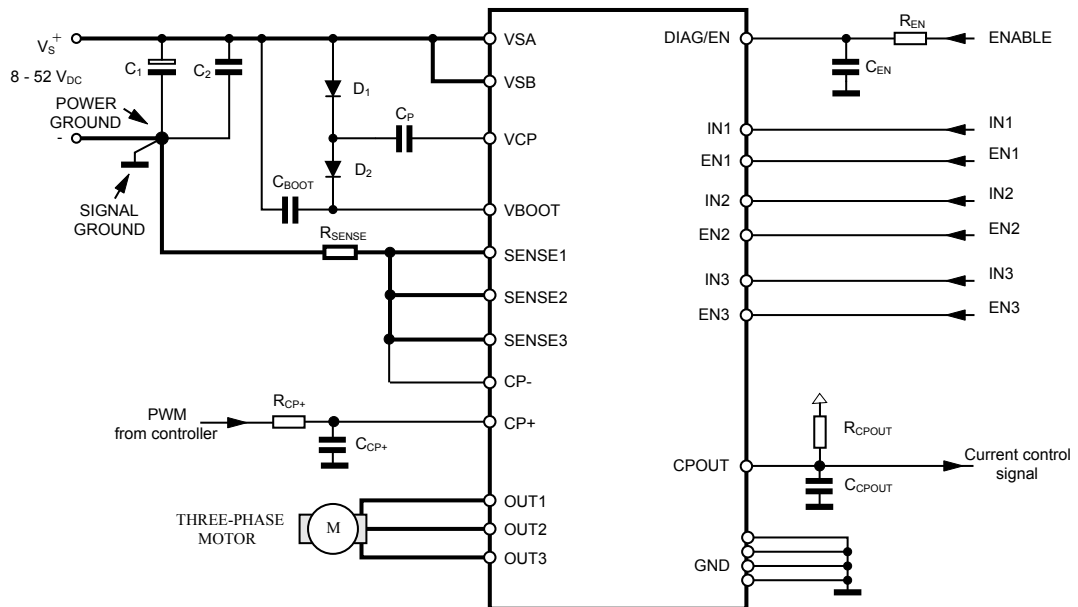 VS+
8 - 52 VDC
-
POWER
GROUND
SIGNAL
GROUND
C1
C2
D1
D2
CP
CBOOT
RSENSE
PWM
from controller
RCP+
CCP+
THREE-PHASE
MOTOR
M
VSA
VSB
VCP
VBOOT
SENSE1
SENSE2
SENSE3
CP-
CP+
OUT1
OUT2
OUT3
DIAG/EN
IN1
EN1
IN2
EN2
IN3
EN3
CPOUT
GND
REN
CEN
ENABLE
IN1
EN1
IN2
EN2
IN3
EN3
RCPOUT
CCPOUT
Current control
signal